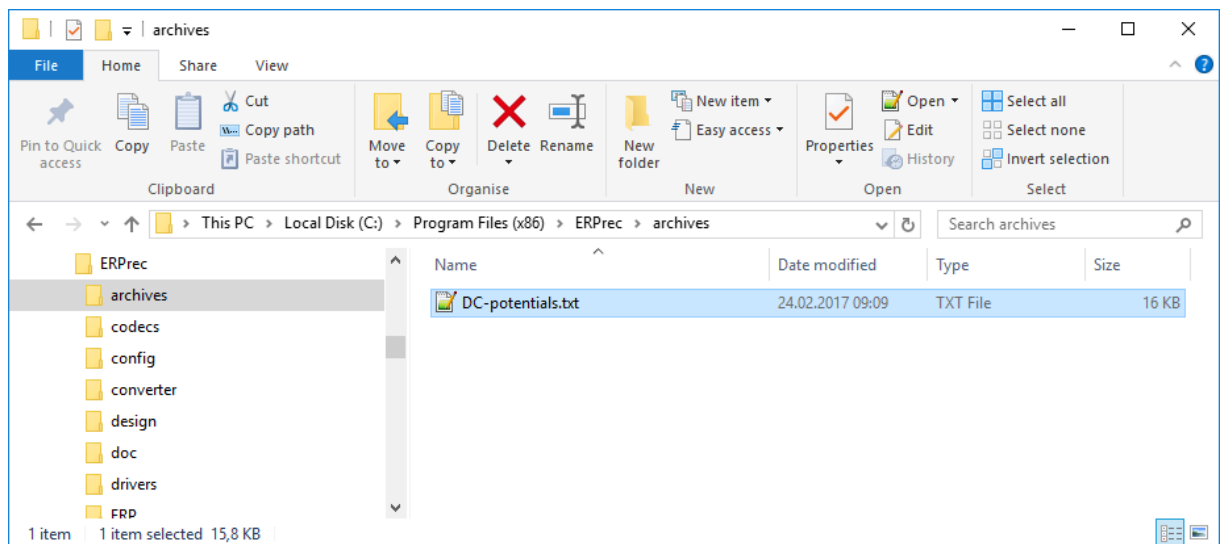 archives
File Home Share View
Pin to Quick access
Copy
Paste
Cut
Copy path
Paste shortcut
Move to
Copy to
Delete
Rename
New folder
New item
Easy access
Properties
Open
Edit
History
Select all
Select none
Invert selection
Clipboard Organise New Open Select
This PC > Local Disk (C:) > Program Files (x86) > ERPrec > archives
Search archives
ERPrec
archives
codecs
config
converter
design
doc
drivers
ERP
Name Date modified Type Size
DC-potentials.txt 24.02.2017 09:09 TXT File 16 KB
1 item 1 item selected 15,8 KB